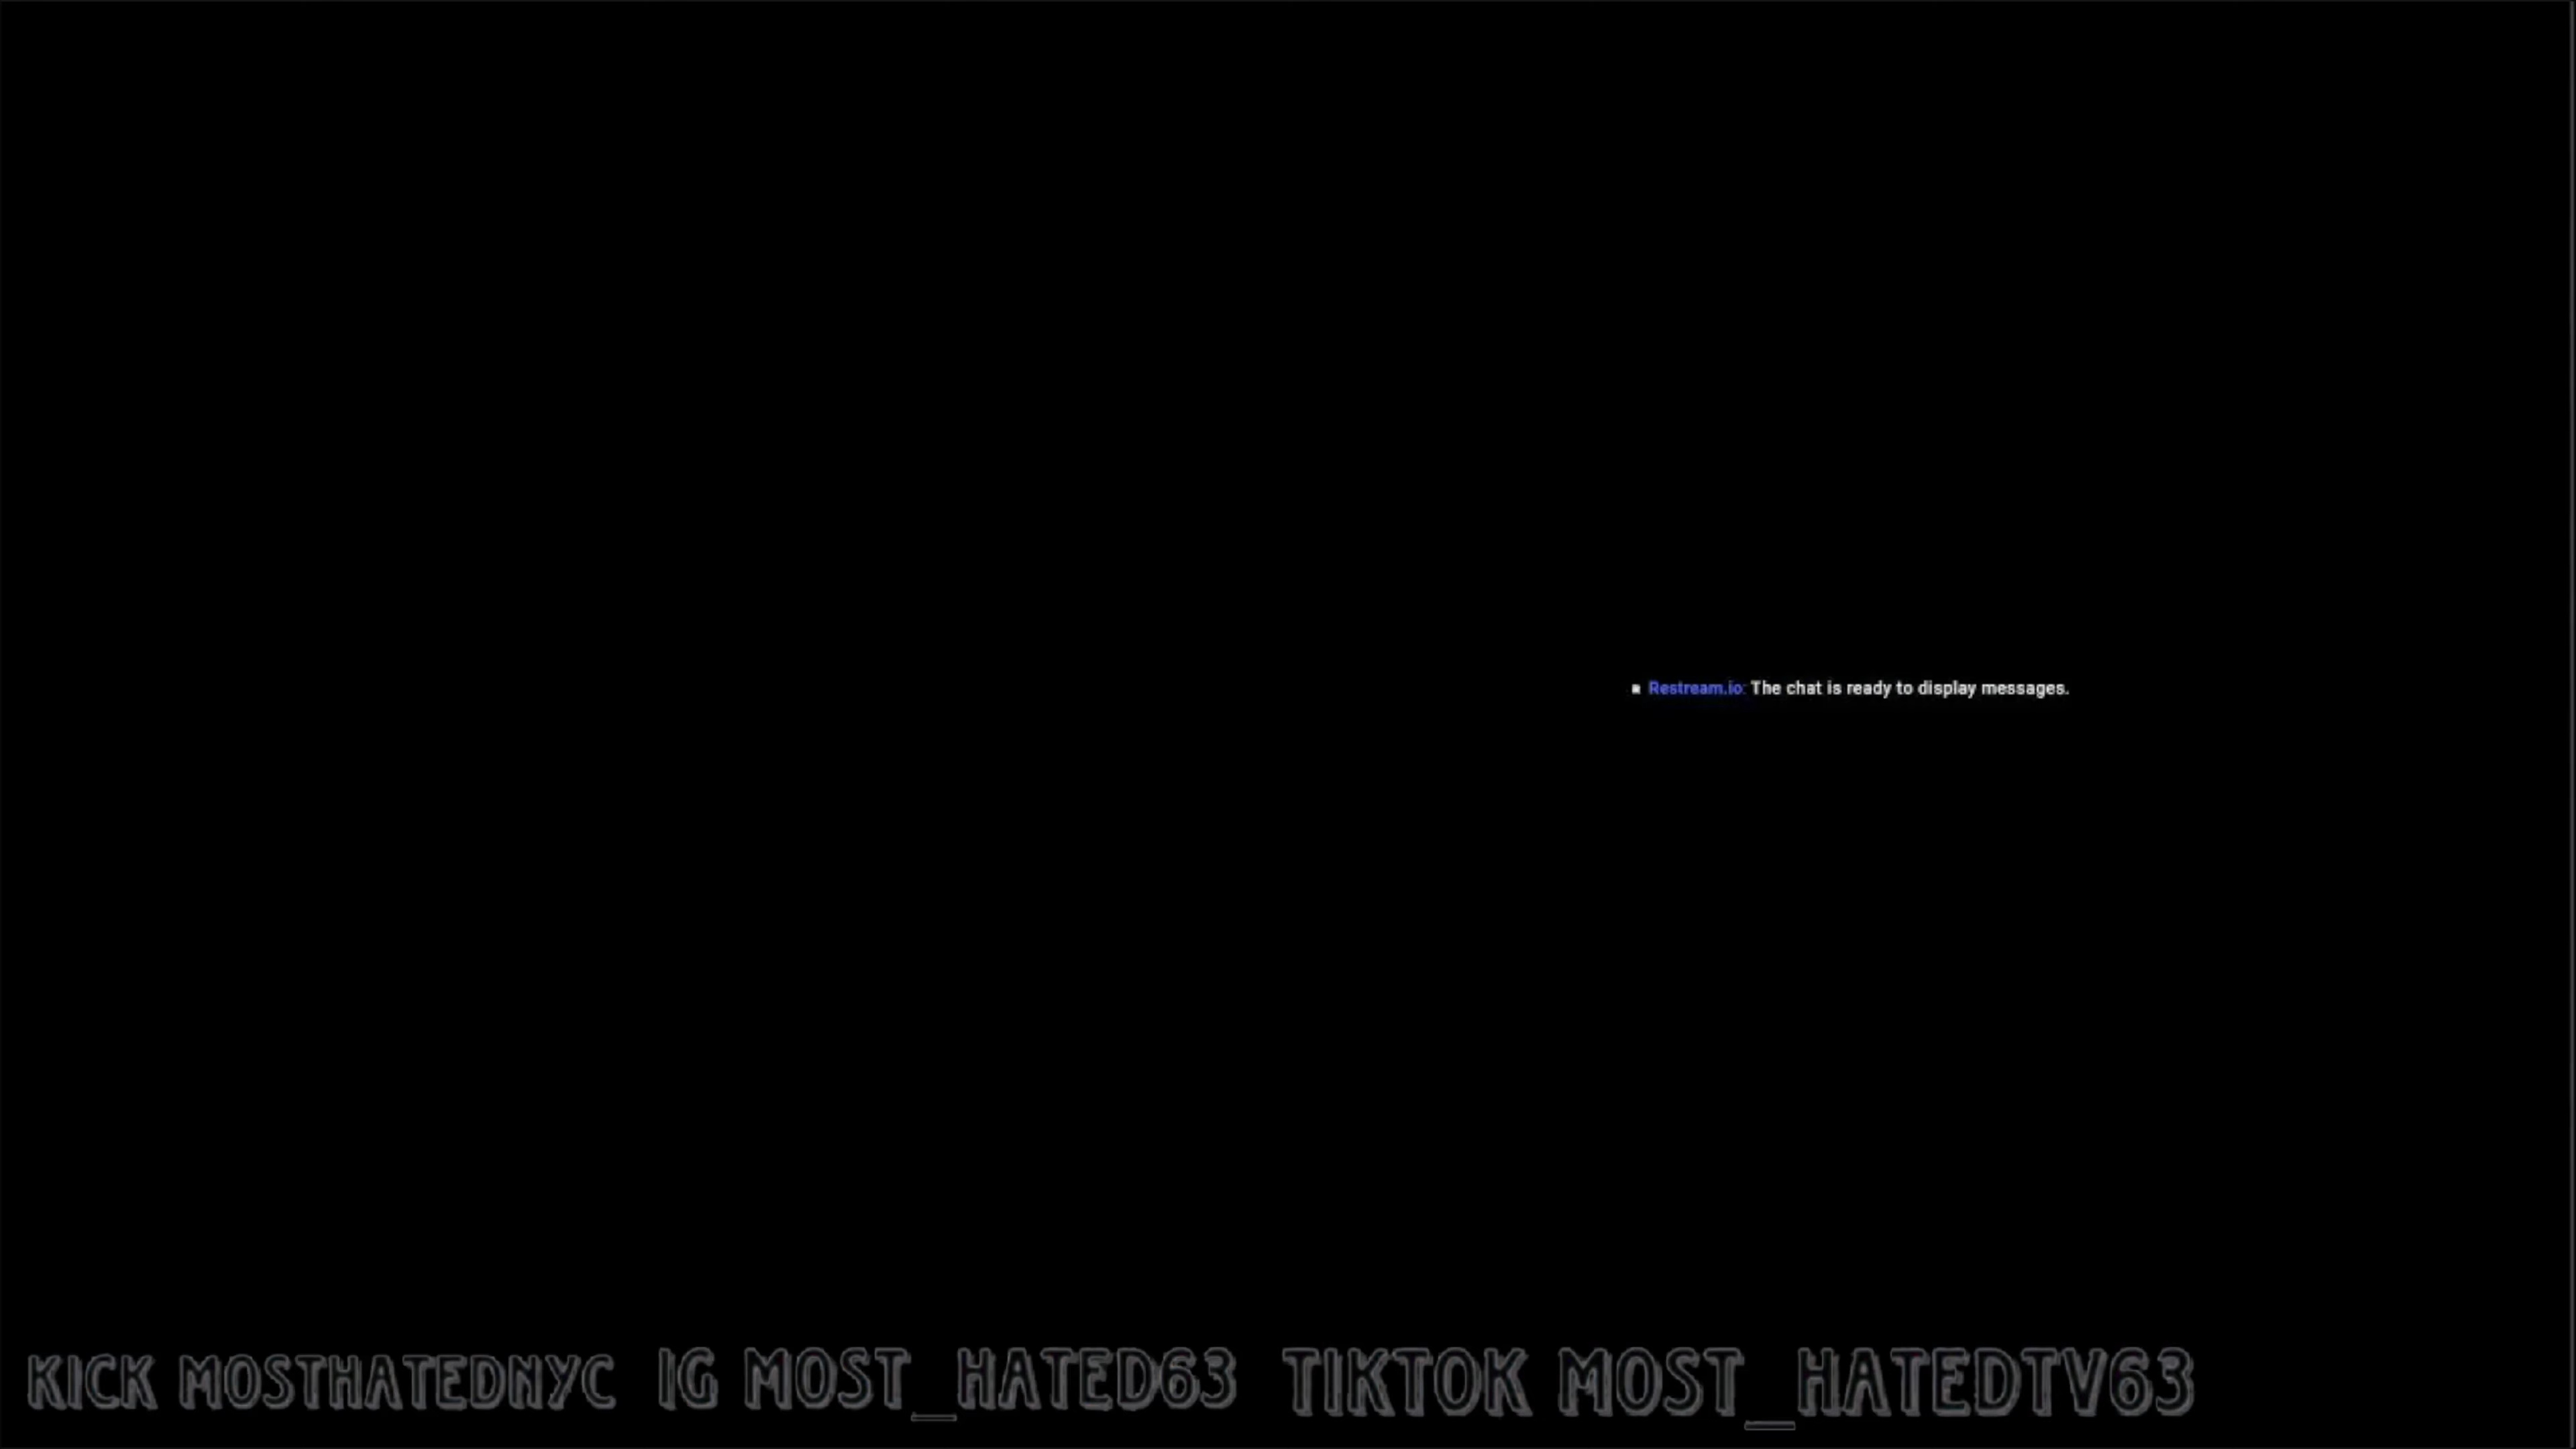 Restream.io: The chat is ready to display messages.
KICK MOSTHATEDNYC IG MOST_HATED63 TIKTOK MOST_HATEDTV63